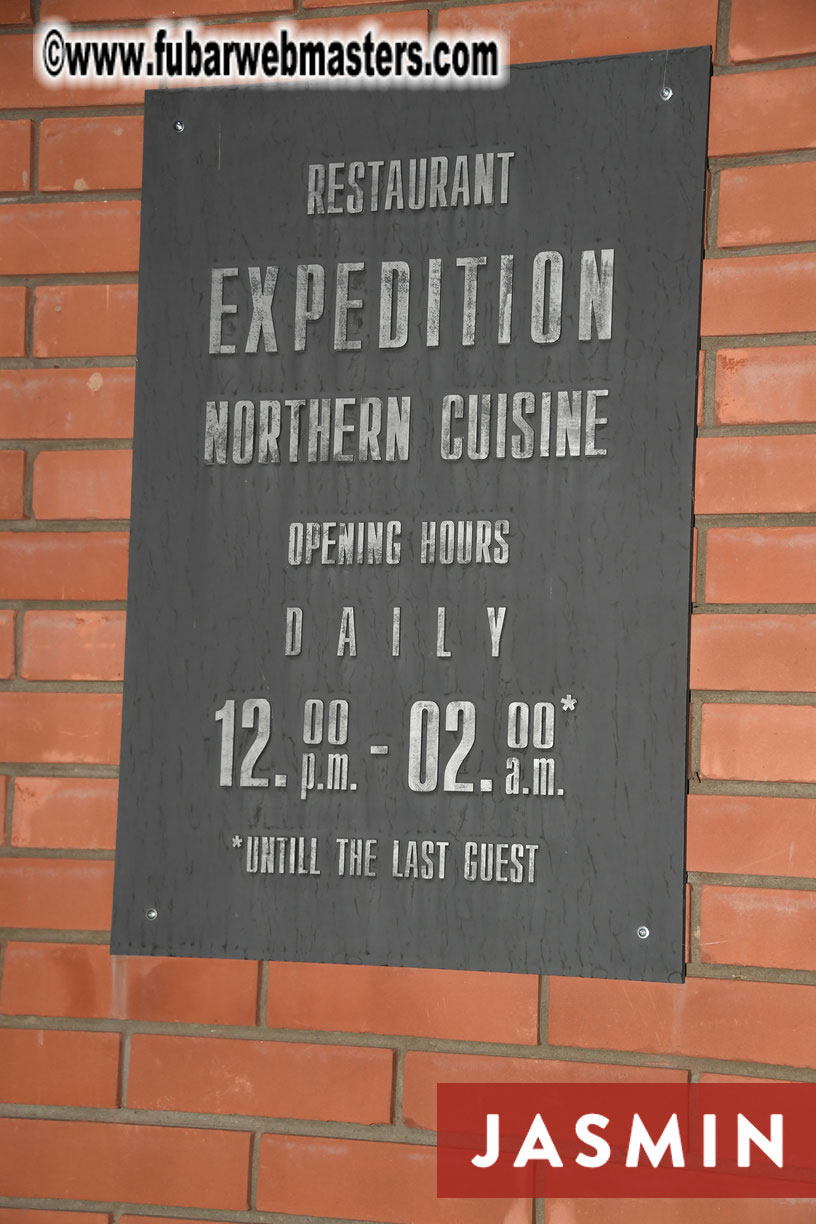 ©www.fubarwebmasters.com
RESTAURANT
EXPEDITION
NORTHERN CUISINE
OPENING HOURS
DAILY
12.00 p.m. - 02.00 a.m.*
*UNTILL THE LAST GUEST
JASMIN